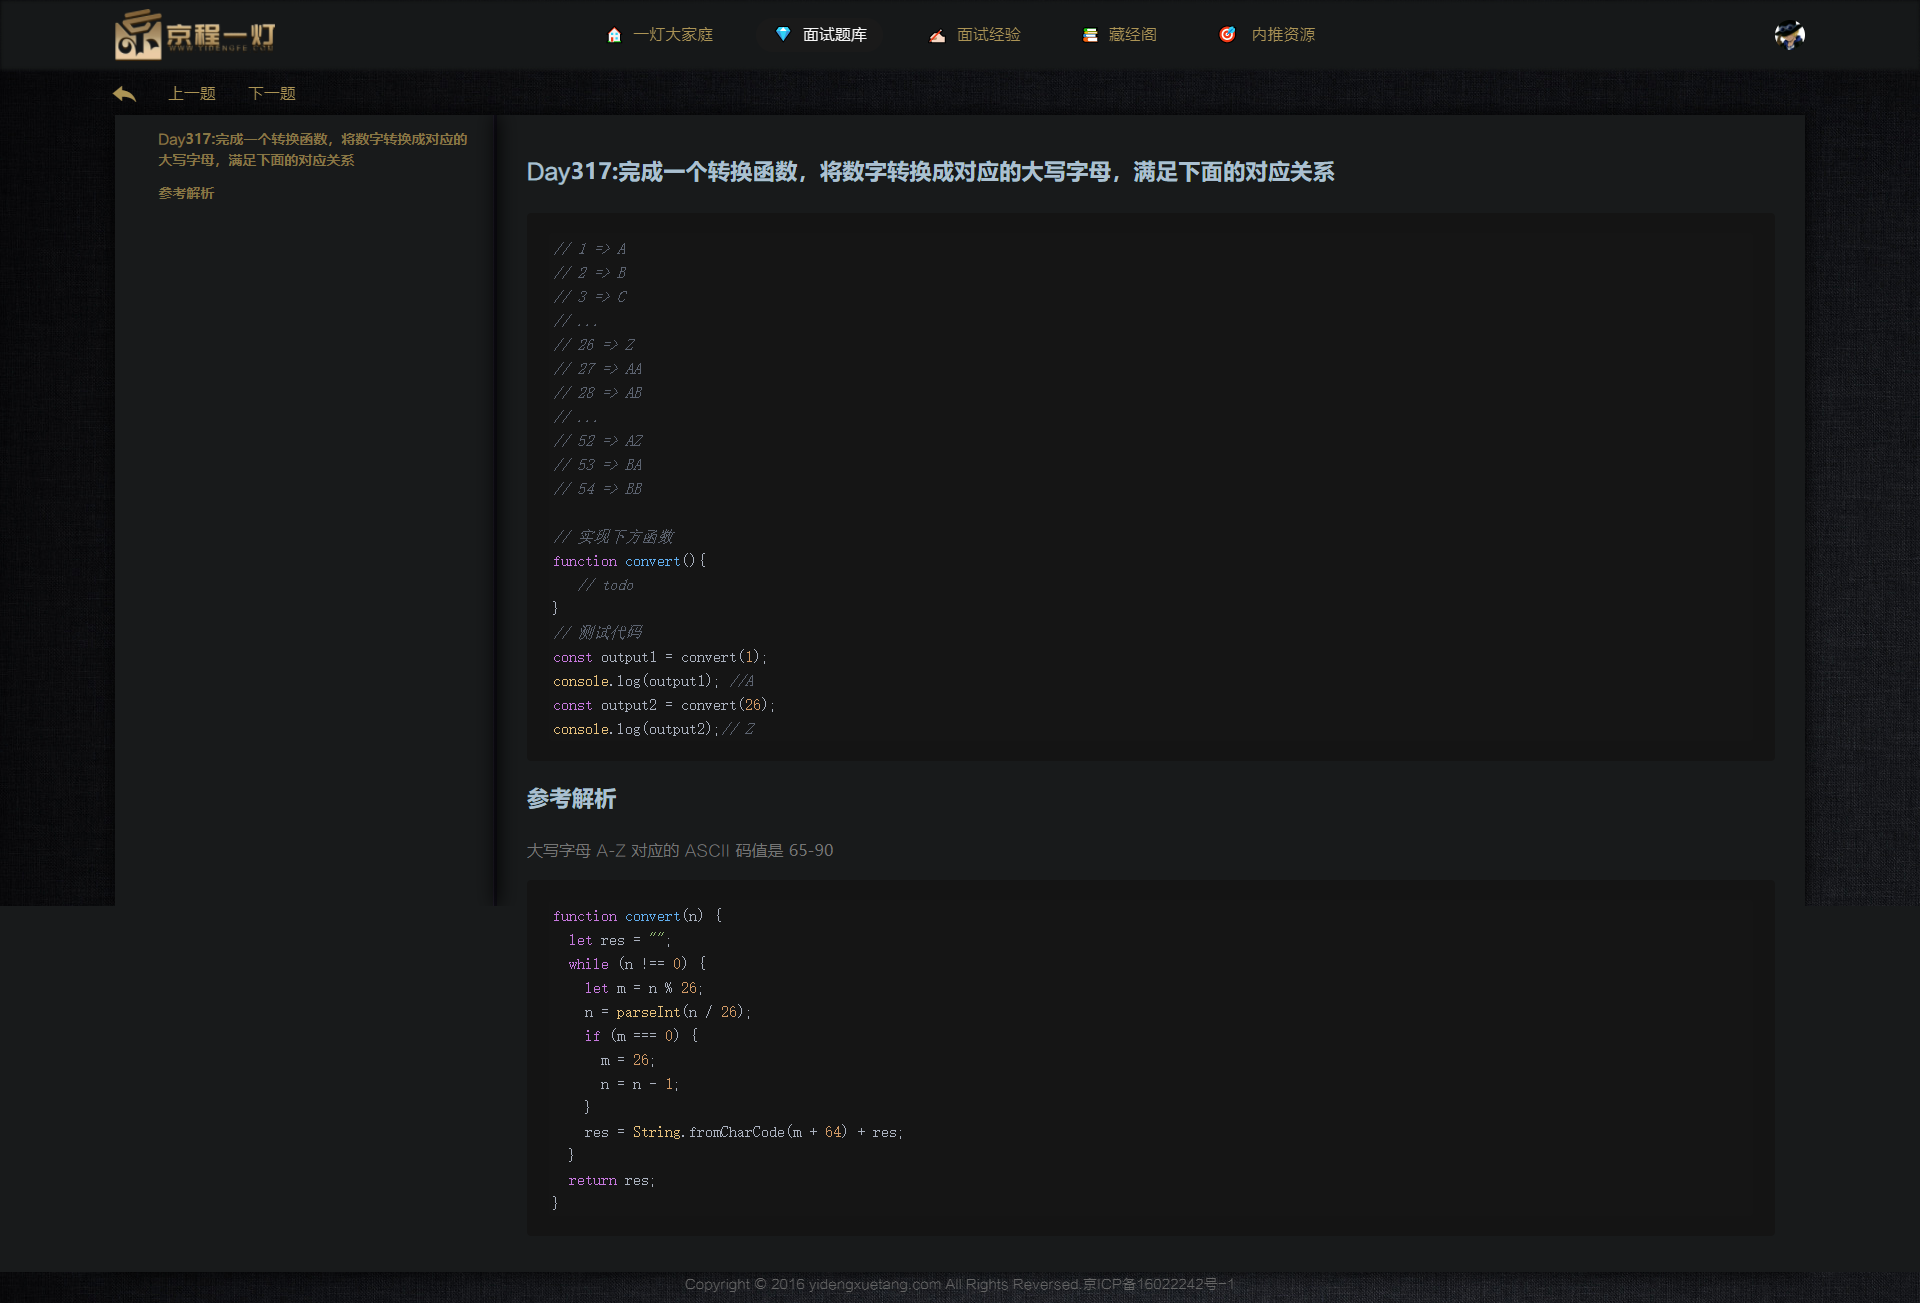 京程一灯
WWW.YIDENGFE.COM
一灯大家庭
面试题库
面试经验
藏经阁
内推资源
上一题
下一题
Day317:完成一个转换函数，将数字转换成对应的
大写字母，满足下面的对应关系
参考解析
Day317:完成一个转换函数，将数字转换成对应的大写字母，满足下面的对应关系
// 1 => A
// 2 => B
// 3 => C
// ...
// 26 => Z
// 27 => AA
// 28 => AB
// ...
// 52 => AZ
// 53 => BA
// 54 => BB
// 实现下方函数
function convert(){
// todo
}
// 测试代码
const output1 = convert(1);
console.log(output1); //A
const output2 = convert(26);
console.log(output2);// Z
参考解析
大写字母 A-Z 对应的 ASCII 码值是 65-90
function convert(n) {
let res = "";
while (n !== 0) {
let m = n % 26;
n = parseInt(n / 26);
if (m === 0) {
m = 26;
n = n - 1;
}
res = String.fromCharCode(m + 64) + res;
}
return res;
}
Copyright © 2016 yidengxuetang.com All Rights Reversed.京ICP备16022242号-1